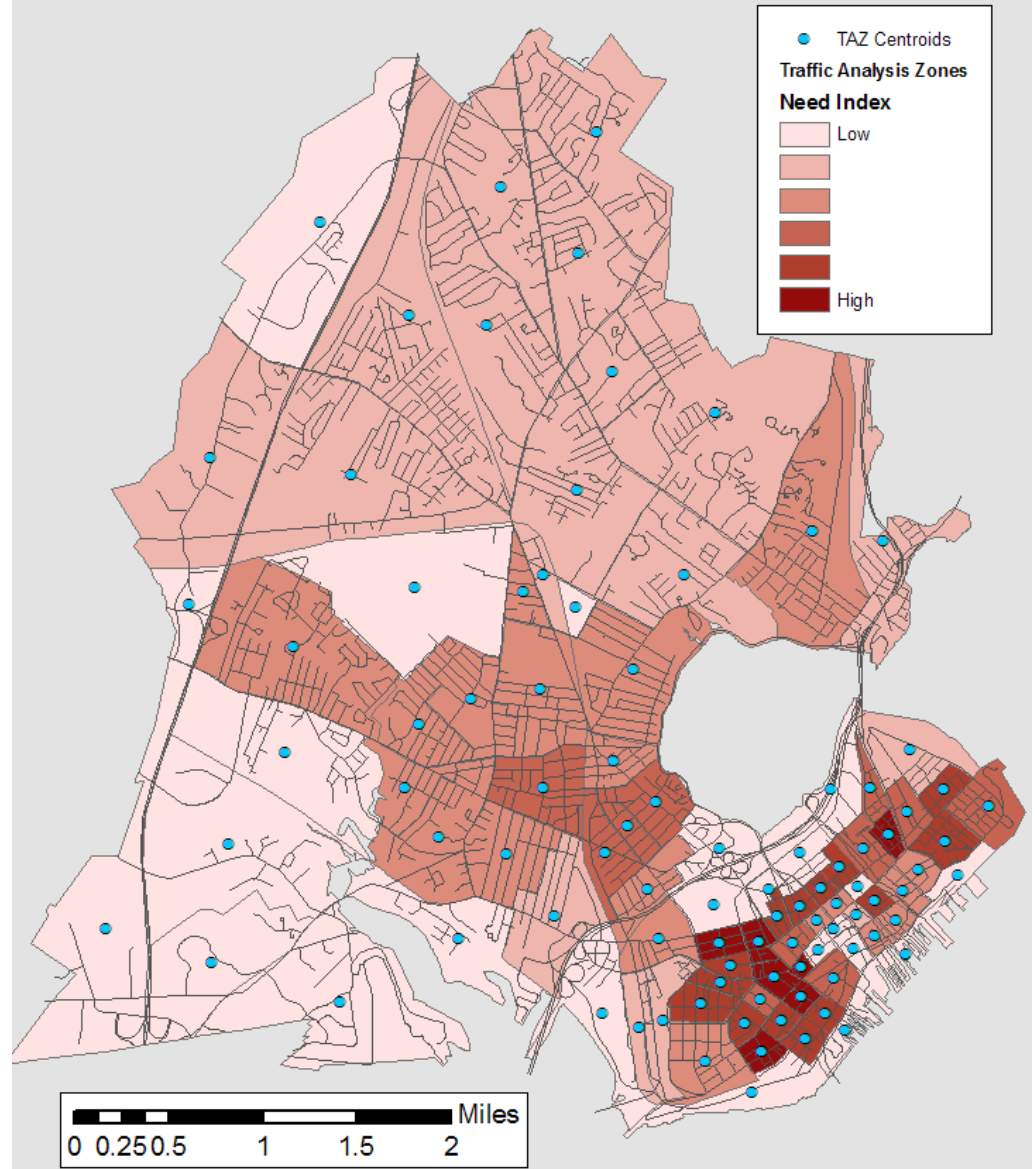 TAZ Centroids
Traffic Analysis Zones
Need Index
Low
High
Miles
0 0.25 0.5 1 1.5 2